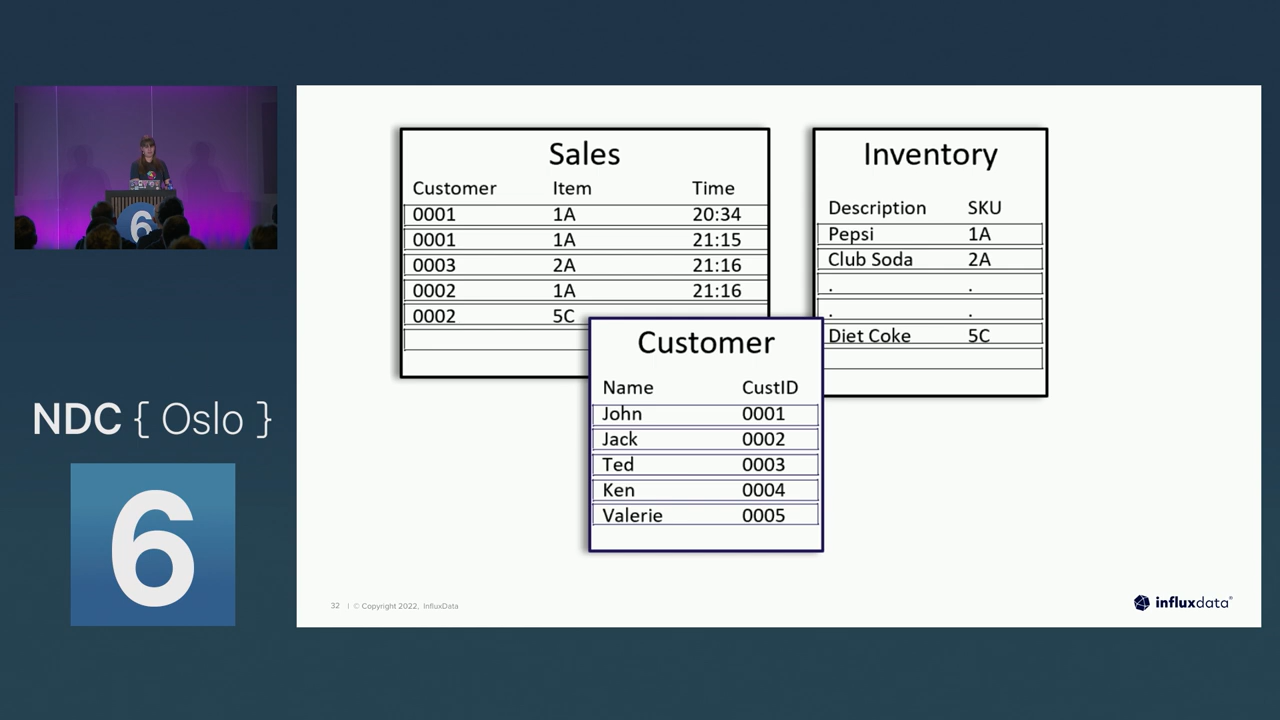 6
NDC { Oslo }
6
Sales
Customer Item Time
0001 1A 20:34
0001 1A 21:15
0003 2A 21:16
0002 1A 21:16
0002 5C
Inventory
Description SKU
Pepsi 1A
Club Soda 2A
. .
. .
Diet Coke 5C
Customer
Name CustID
John 0001
Jack 0002
Ted 0003
Ken 0004
Valerie 0005
32 | © Copyright 2022, InfluxData
influxdata®